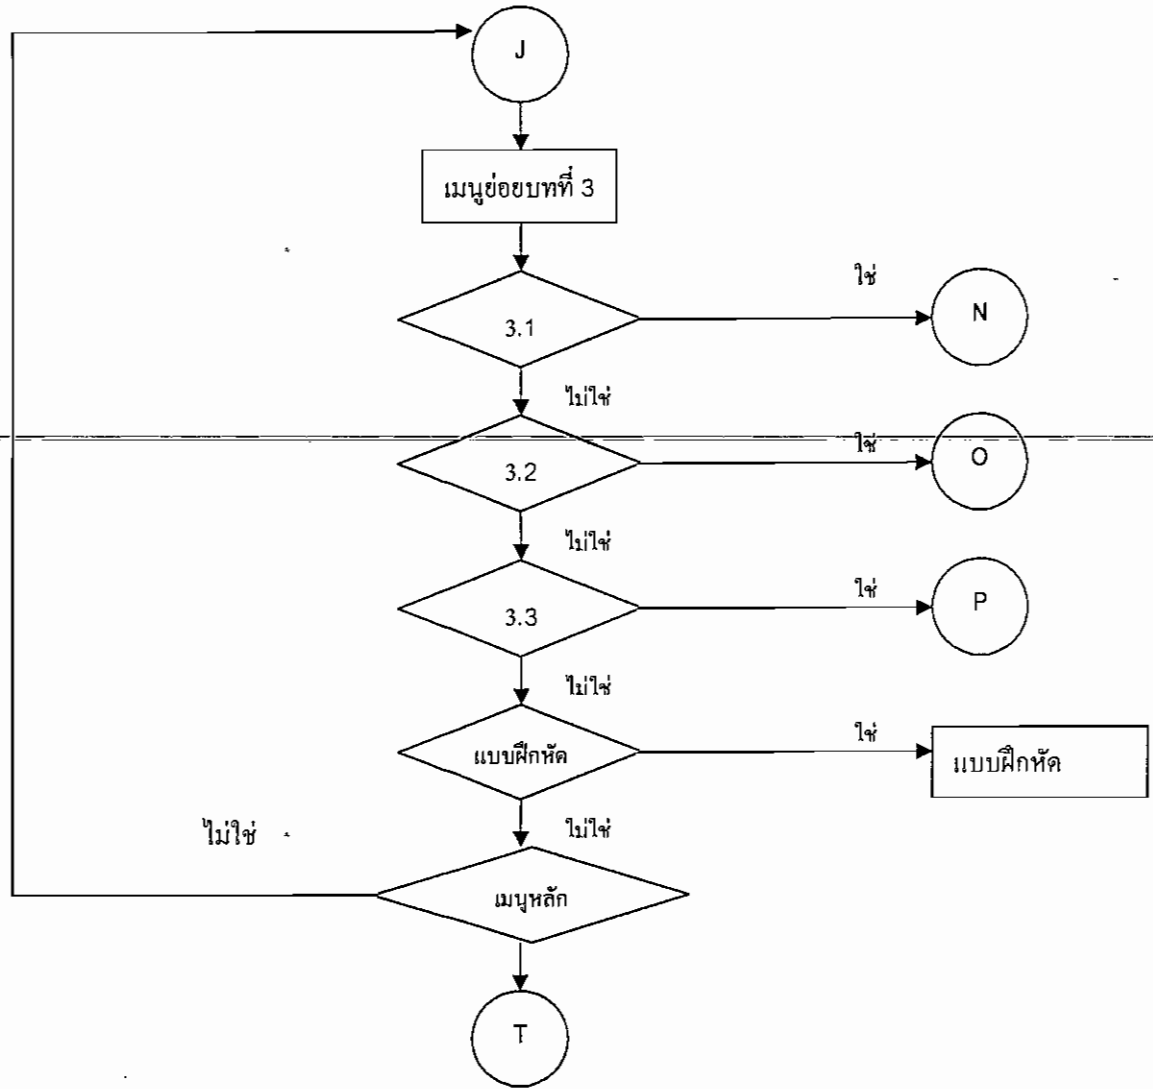 J
เมนูย่อยบทที่ 3
ใช่
3.1
N
ไม่ใช่
ใช่
3.2
O
ไม่ใช่
ใช่
3.3
P
ไม่ใช่
ใช่
แบบฝึกหัด
แบบฝึกหัด
ไม่ใช่
ไม่ใช่
เมนูหลัก
T